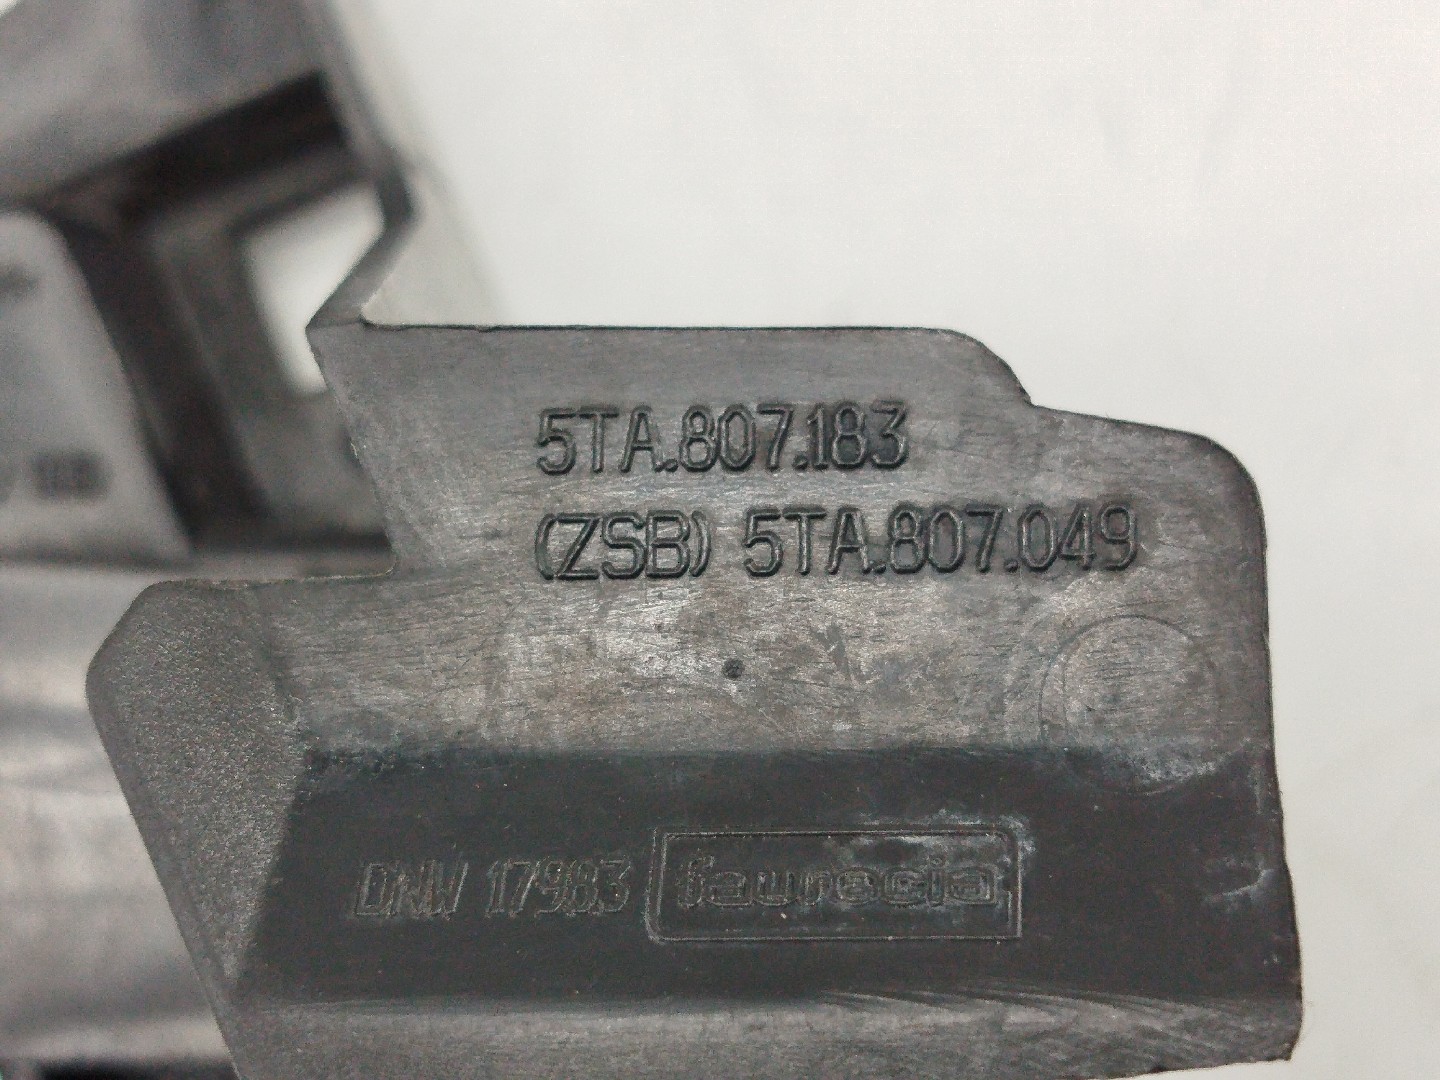 5TA.807.183
(ZSB) 5TA.807.049
DNW 17983 faurecia